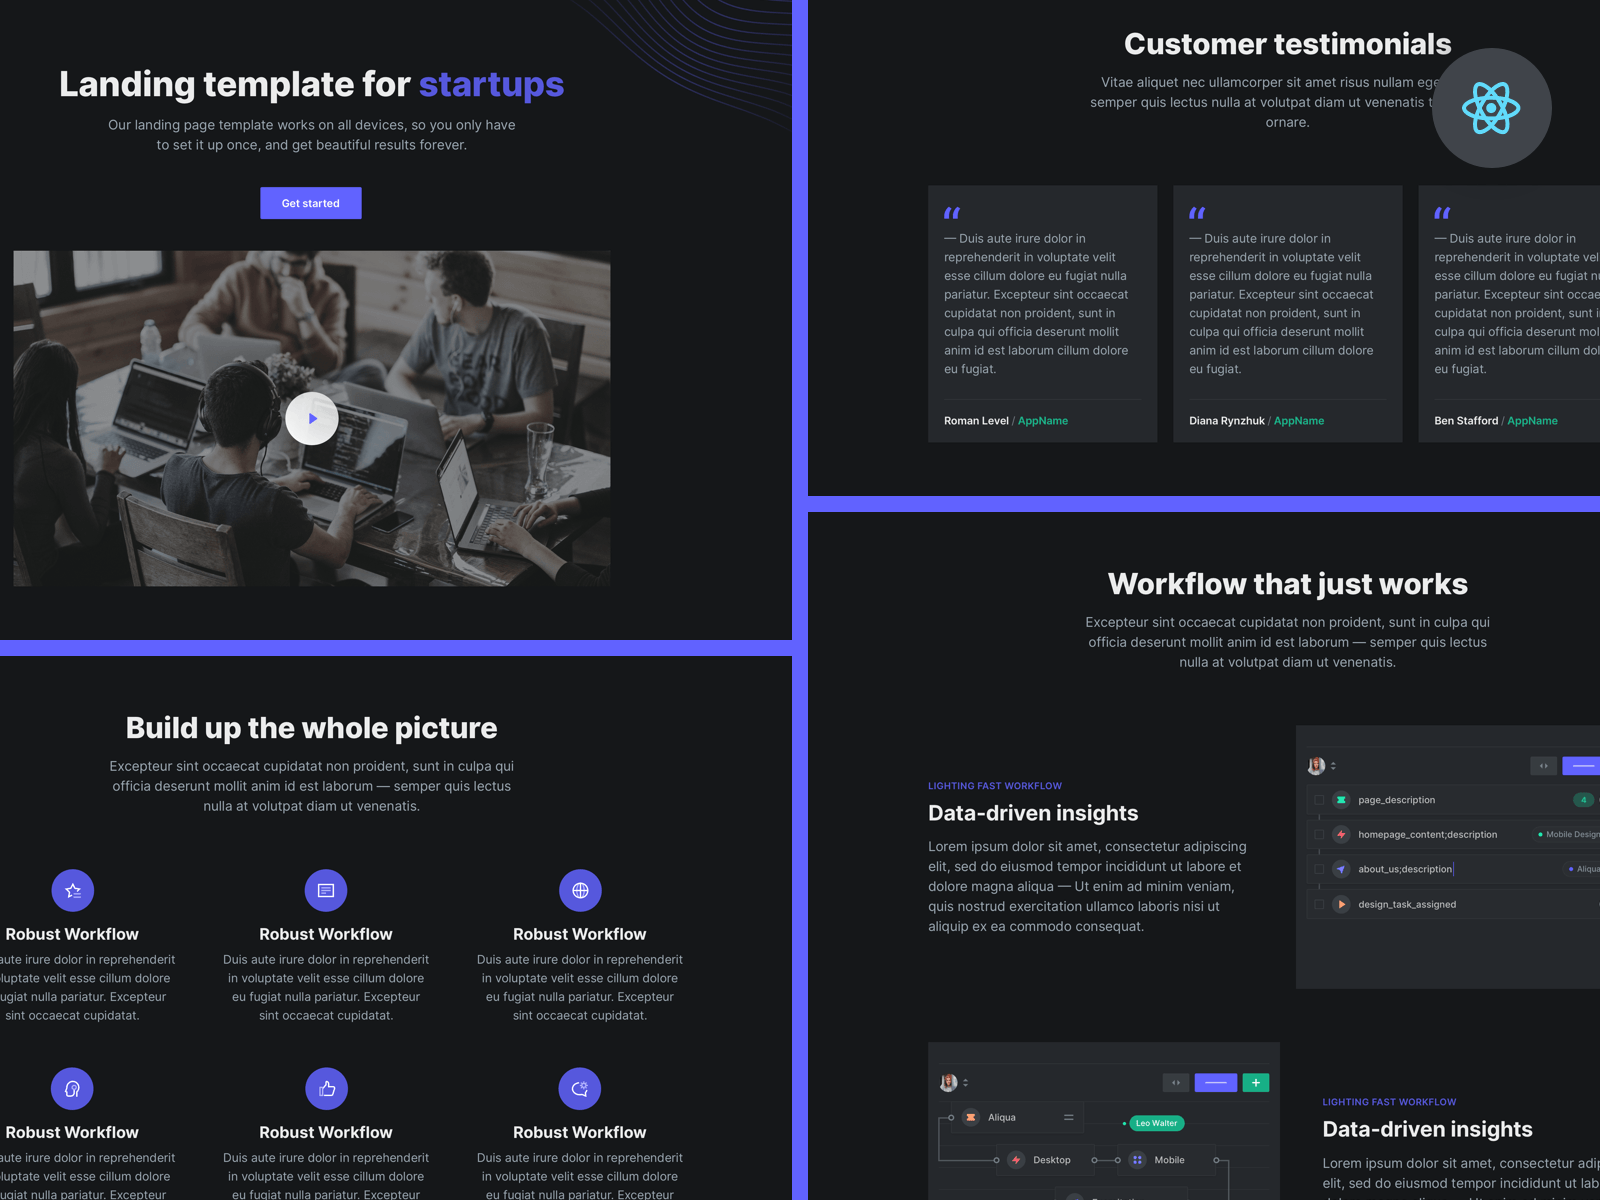 Landing template for startups
Our landing page template works on all devices, so you only have
to set it up once, and get beautiful results forever.
Get started
Build up the whole picture
Excepteur sint occaecat cupidatat non proident, sunt in culpa qui
officia deserunt mollit anim id est laborum — semper quis lectus
nulla at volutpat diam ut venenatis.
Robust Workflow
aute irure dolor in reprehenderit
voluptate velit esse cillum dolore
fugiat nulla pariatur. Excepteur
sint occaecat cupidatat.
Robust Workflow
Duis aute irure dolor in reprehenderit
in voluptate velit esse cillum dolore
eu fugiat nulla pariatur. Excepteur
sint occaecat cupidatat.
Robust Workflow
Duis aute irure dolor in reprehenderit
in voluptate velit esse cillum dolore
eu fugiat nulla pariatur. Excepteur
sint occaecat cupidatat.
Robust Workflow
aute irure dolor in reprehenderit
voluptate velit esse cillum dolore
fugiat nulla pariatur. Excepteur
Robust Workflow
Duis aute irure dolor in reprehenderit
in voluptate velit esse cillum dolore
eu fugiat nulla pariatur. Excepteur
Robust Workflow
Duis aute irure dolor in reprehenderit
in voluptate velit esse cillum dolore
eu fugiat nulla pariatur. Excepteur
Customer testimonials
Vitae aliquet nec ullamcorper sit amet risus nullam
semper quis lectus nulla at volutpat diam ut venenatis
ornare.
“
— Duis aute irure dolor in
reprehenderit in voluptate velit
esse cillum dolore eu fugiat nulla
pariatur. Excepteur sint occaecat
cupidatat non proident, sunt in
culpa qui officia deserunt mollit
anim id est laborum cillum dolore
eu fugiat.
Roman Level / AppName
“
— Duis aute irure dolor in
reprehenderit in voluptate velit
esse cillum dolore eu fugiat nulla
pariatur. Excepteur sint occaecat
cupidatat non proident, sunt in
culpa qui officia deserunt mollit
anim id est laborum cillum dolore
eu fugiat.
Diana Rynzhuk / AppName
“
— Duis aute irure dolor in
reprehenderit in voluptate vel
esse cillum dolore eu fugiat
pariatur. Excepteur sint
cupidatat non proident, sunt
culpa qui officia deserunt mol
anim id est laborum cillum
eu fugiat.
Ben Stafford / AppName
Workflow that just works
Excepteur sint occaecat cupidatat non proident, sunt in culpa qui
officia deserunt mollit anim id est laborum — semper quis lectus
nulla at volutpat diam ut venenatis.
LIGHTING FAST WORKFLOW
Data-driven insights
Lorem ipsum dolor sit amet, consectetur adipiscing
elit, sed do eiusmod tempor incididunt ut labore et
dolore magna aliqua — Ut enim ad minim veniam,
quis nostrud exercitation ullamco laboris nisi ut
aliquip ex ea commodo consequat.
page_description
4
homepage_content;description
Mobile Design
about_us;description
Aliqua
design_task_assigned
Aliqua
Leo Walter
Desktop
Mobile
LIGHTING FAST WORKFLOW
Data-driven insights
Lorem ipsum dolor sit amet, consectetur
elit, sed do eiusmod tempor incididunt ut